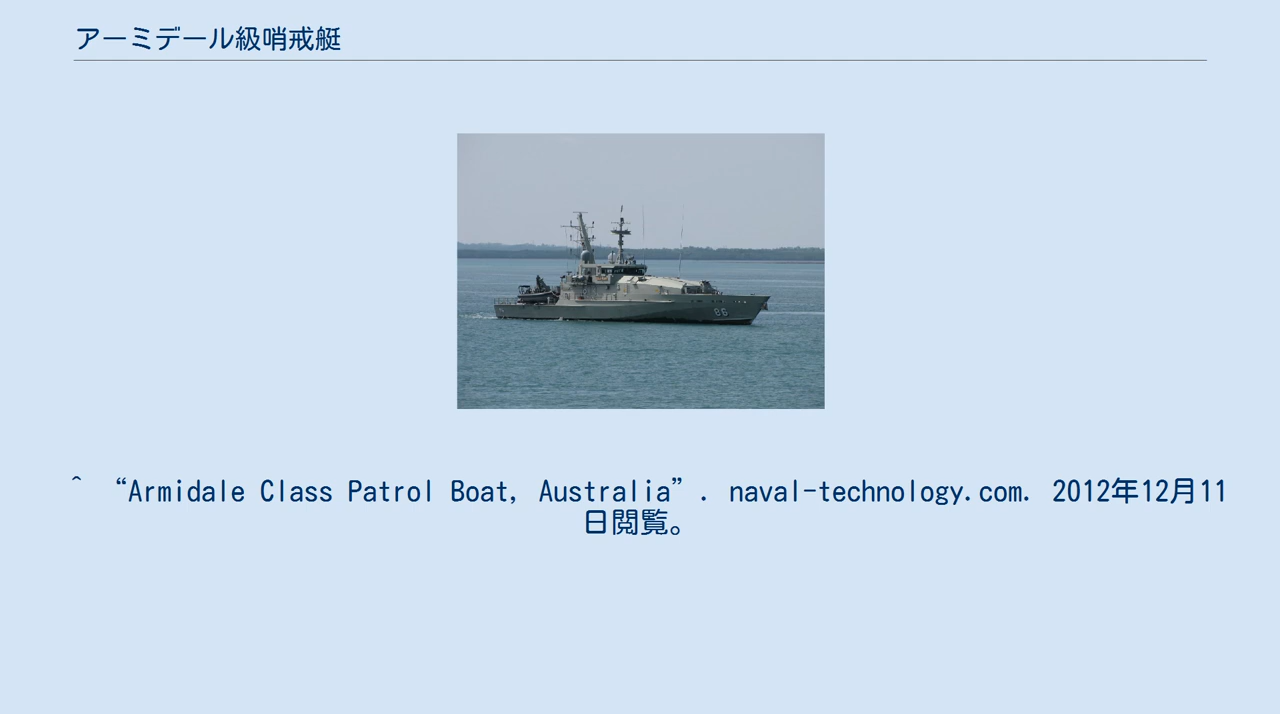 アーミデール級哨戒艇
86
^ “Armidale Class Patrol Boat, Australia”. naval-technology.com. 2012年12月11
日閲覧。